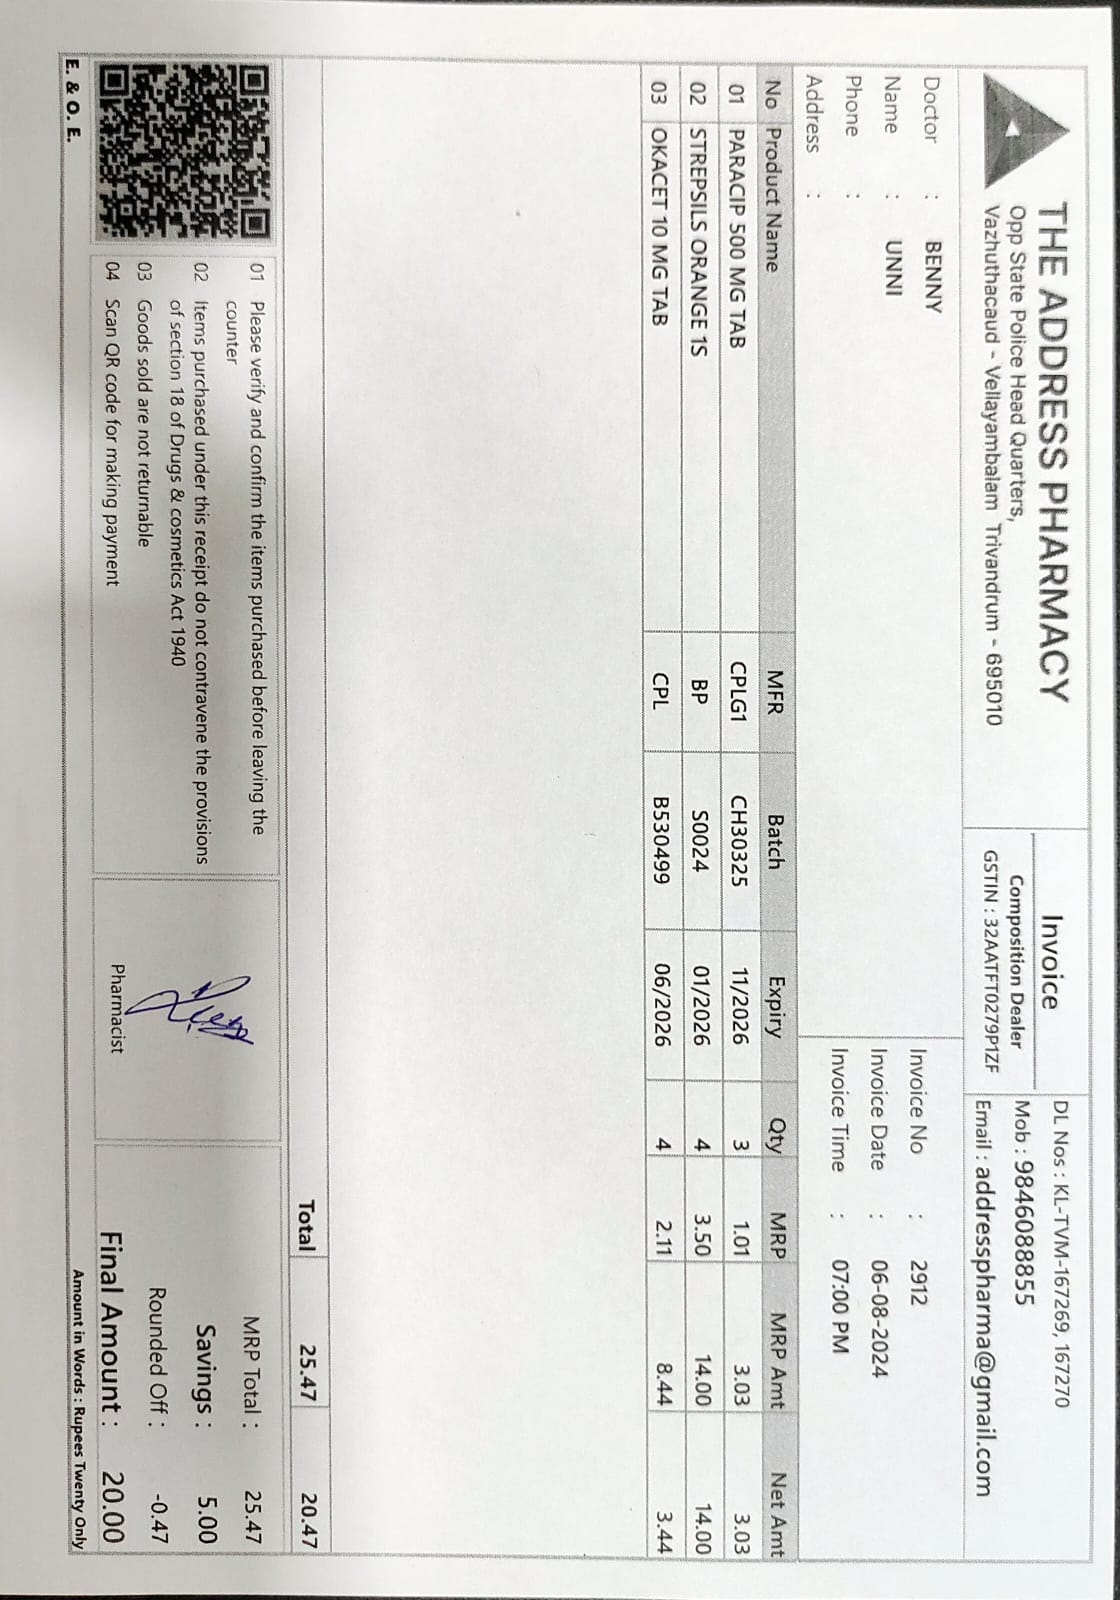 THE ADDRESS PHARMACY
Opp State Police Head Quarters,
Vazhuthacaud - Vellayambalam Trivandrum - 695010
Invoice
Composition Dealer
GSTIN : 32AATFT0279P1ZF
DL Nos : KL-TVM-167269, 167270
Mob : 9846088855
Email : addresspharma@gmail.com
Doctor : BENNY
Name : UNNI
Phone :
Address :
Invoice No : 2912
Invoice Date : 06-08-2024
Invoice Time : 07:00 PM
No Product Name MFR Batch Expiry Qty MRP MRP Amt Net Amt
01 PARACIP 500 MG TAB CPLG1 CH30325 11/2026 3 1.01 3.03 3.03
02 STREPSILS ORANGE 1S BP S0024 01/2026 4 3.50 14.00 14.00
03 OKACET 10 MG TAB CPL B530499 06/2026 4 2.11 8.44 3.44
Total 25.47 20.47
01 Please verify and confirm the items purchased before leaving the
counter
02 Items purchased under this receipt do not contravene the provisions
of section 18 of Drugs & cosmetics Act 1940
03 Goods sold are not returnable
04 Scan QR code for making payment
Pharmacist
MRP Total : 25.47
Savings : 5.00
Rounded Off : -0.47
Final Amount : 20.00
E. & O. E.
Amount in Words : Rupees Twenty Only